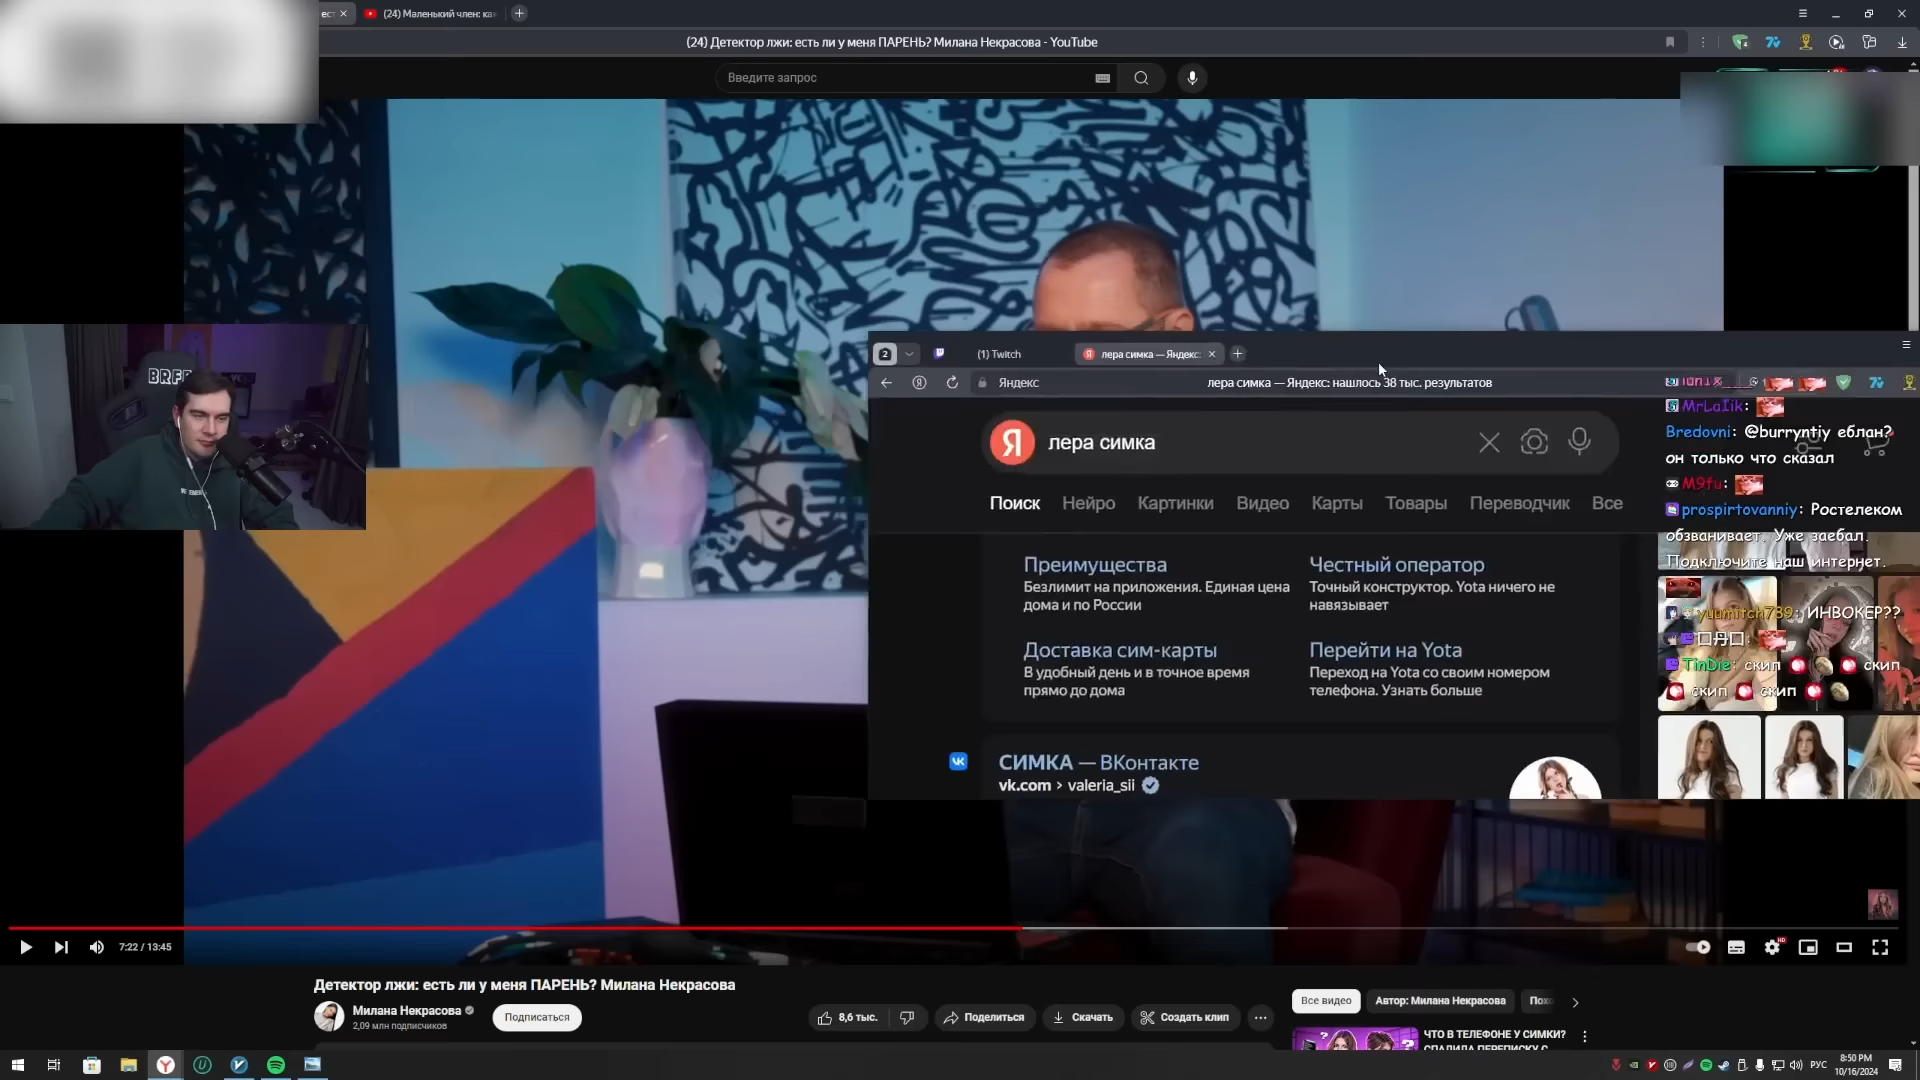 (24) Маленький член: ка
(24) Детектор лжи: есть ли у меня ПАРЕНЬ? Милана Некрасова - YouTube
Введите запрос
BRFF
2
(1) Twitch
лера симка — Яндекс:
Яндекс
лера симка — Яндекс: нашлось 38 тыс. результатов
Я
лера симка
Поиск
Нейро
Картинки
Видео
Карты
Товары
Переводчик
Все
Преимущества
Безлимит на приложения. Единая цена
дома и по России
Честный оператор
Точный конструктор. Yota ничего не
навязывает
Доставка сим-карты
В удобный день и в точное время
прямо до дома
Перейти на Yota
Переход на Yota со своим номером
телефона. Узнать больше
СИМКА — ВКонтакте
vk.com › valeria_sii
MrLaIik:
Bredovni: @burryntiy еблан?
он только что сказал
M9fu:
prospirtovanniy: Ростелеком
обзванивает. Уже заебал.
Подключите наш интернет.
yuumitch789: ИНВОКЕР??
TinDie: скип скип
скип скип
7:22 / 13:45
Детектор лжи: есть ли у меня ПАРЕНЬ? Милана Некрасова
Милана Некрасова
2,09 млн подписчиков
Подписаться
8,6 тыс.
Поделиться
Скачать
Создать клип
Все видео
Автор: Милана Некрасова
Пох
ЧТО В ТЕЛЕФОНЕ У СИМКИ?
СПАЛИЛА ПЕРЕПИСКУ С
РУС
8:50 PM
10/16/2024